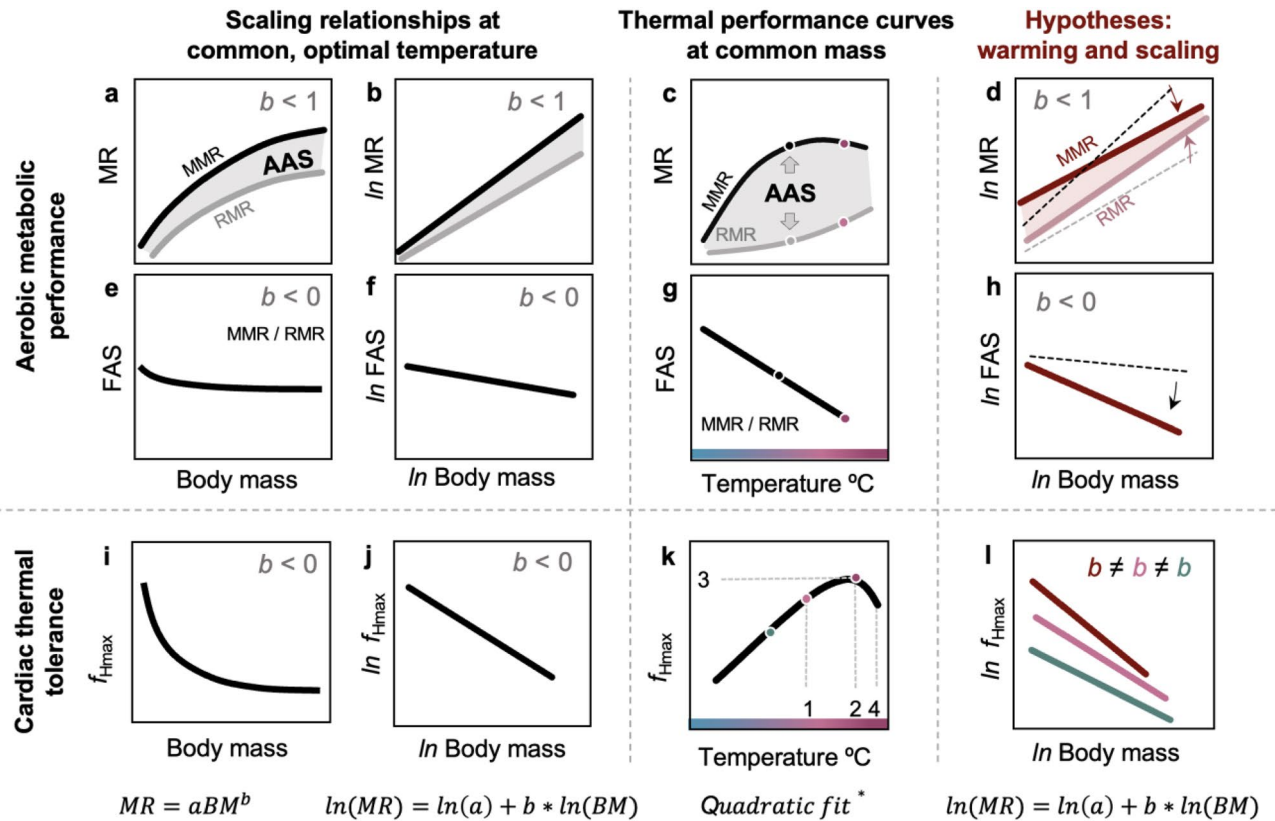 Scaling relationships at
common, optimal temperature
Thermal performance curves
at common mass
Hypotheses:
warming and scaling
Aerobic metabolic
performance
a
b < 1
MR
MMR
AAS
RMR
b
b < 1
ln MR
c
MR
MMR
AAS
RMR
d
b < 1
ln MR
MMR
RMR
e
b < 0
MMR / RMR
FAS
Body mass
f
b < 0
ln FAS
ln Body mass
g
FAS
MMR / RMR
Temperature ºC
h
b < 0
ln FAS
ln Body mass
Cardiac thermal
tolerance
i
b < 0
fHmax
Body mass
j
b < 0
ln fHmax
ln Body mass
k
3
fHmax
1
2
4
Temperature ºC
l
b ≠ b ≠ b
ln fHmax
ln Body mass
MR = aBM^b
ln(MR) = ln(a) + b * ln(BM)
Quadratic fit *
ln(MR) = ln(a) + b * ln(BM)